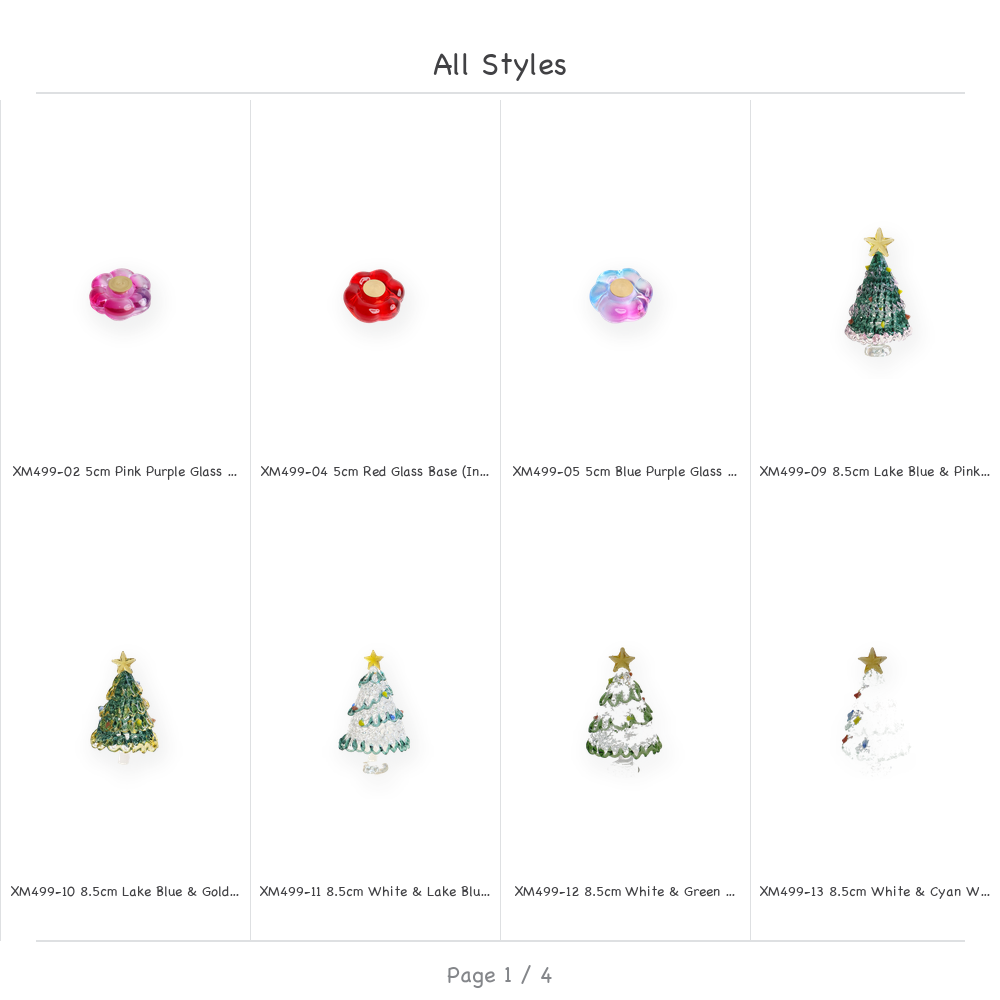 All Styles
XM499-02 5cm Pink Purple Glass ...
XM499-04 5cm Red Glass Base (In...
XM499-05 5cm Blue Purple Glass ...
XM499-09 8.5cm Lake Blue & Pink...
XM499-10 8.5cm Lake Blue & Gold...
XM499-11 8.5cm White & Lake Blu...
XM499-12 8.5cm White & Green ...
XM499-13 8.5cm White & Cyan W...
Page 1 / 4